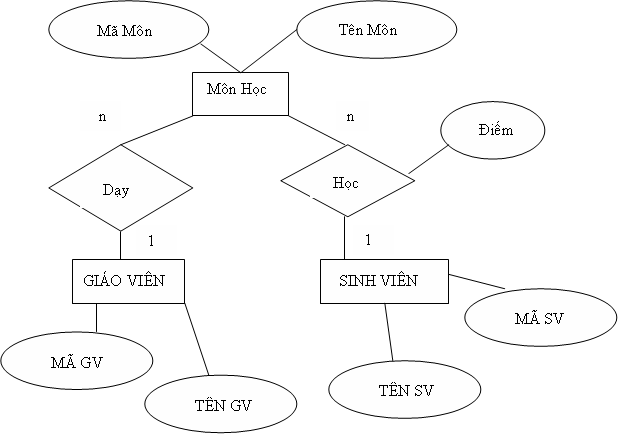 Mã Môn
Tên Môn
Môn Học
n
n
Điếm
Dạy
Học
1
1
GIÁO VIÊN
SINH VIÊN
MÃ GV
MÃ SV
TÊN GV
TÊN SV